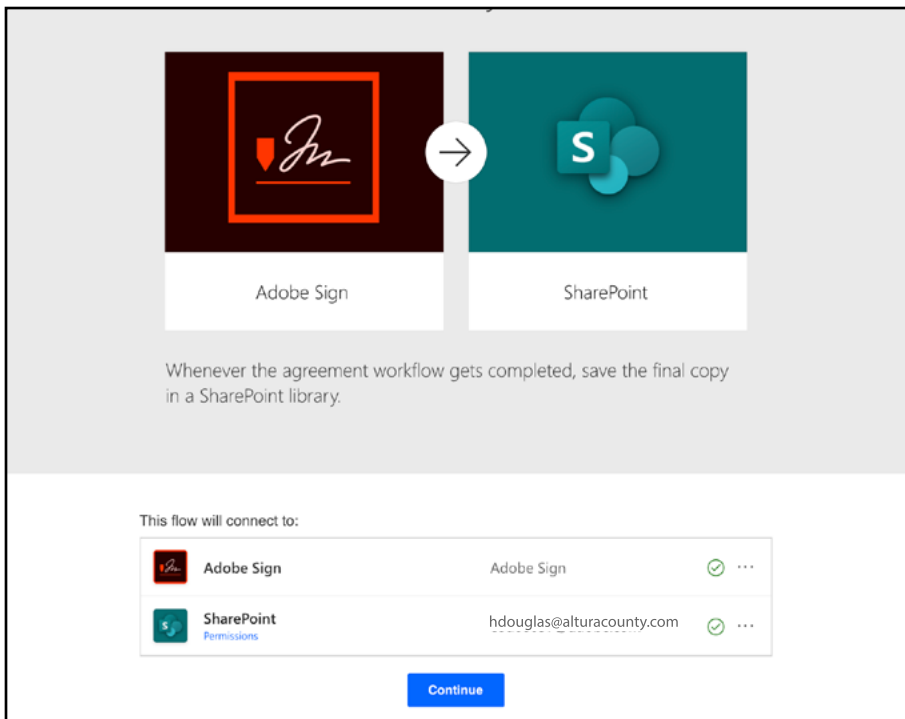 Adobe Sign
S
SharePoint
Whenever the agreement workflow gets completed, save the final copy
in a SharePoint library.
This flow will connect to:
Adobe Sign
Adobe Sign
...
SharePoint
Permissions
hdouglas@alturacounty.com
...
Continue